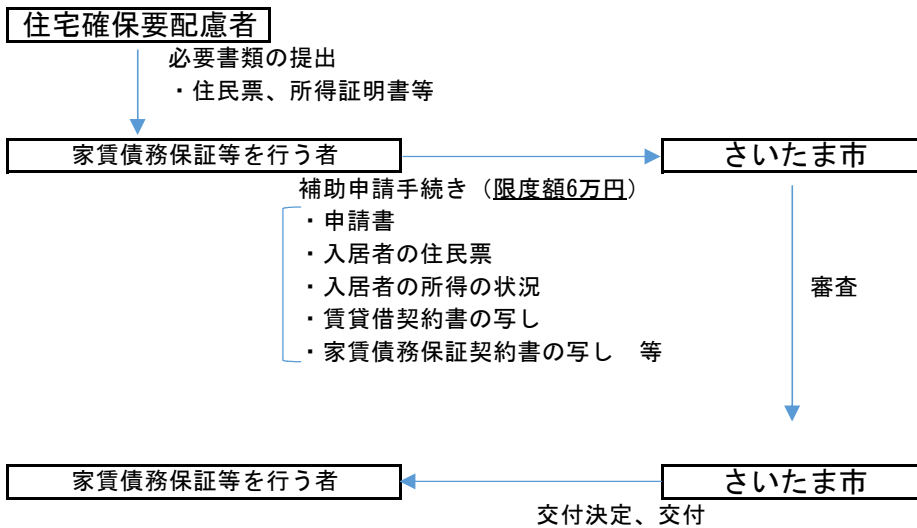 住宅確保要配慮者
必要書類の提出
・住民票、所得証明書等
家賃債務保証等を行う者
さいたま市
補助申請手続き（限度額6万円）
・申請書
・入居者の住民票
・入居者の所得の状況
・賃貸借契約書の写し
・家賃債務保証契約書の写し　等
審査
家賃債務保証等を行う者
さいたま市
交付決定、交付